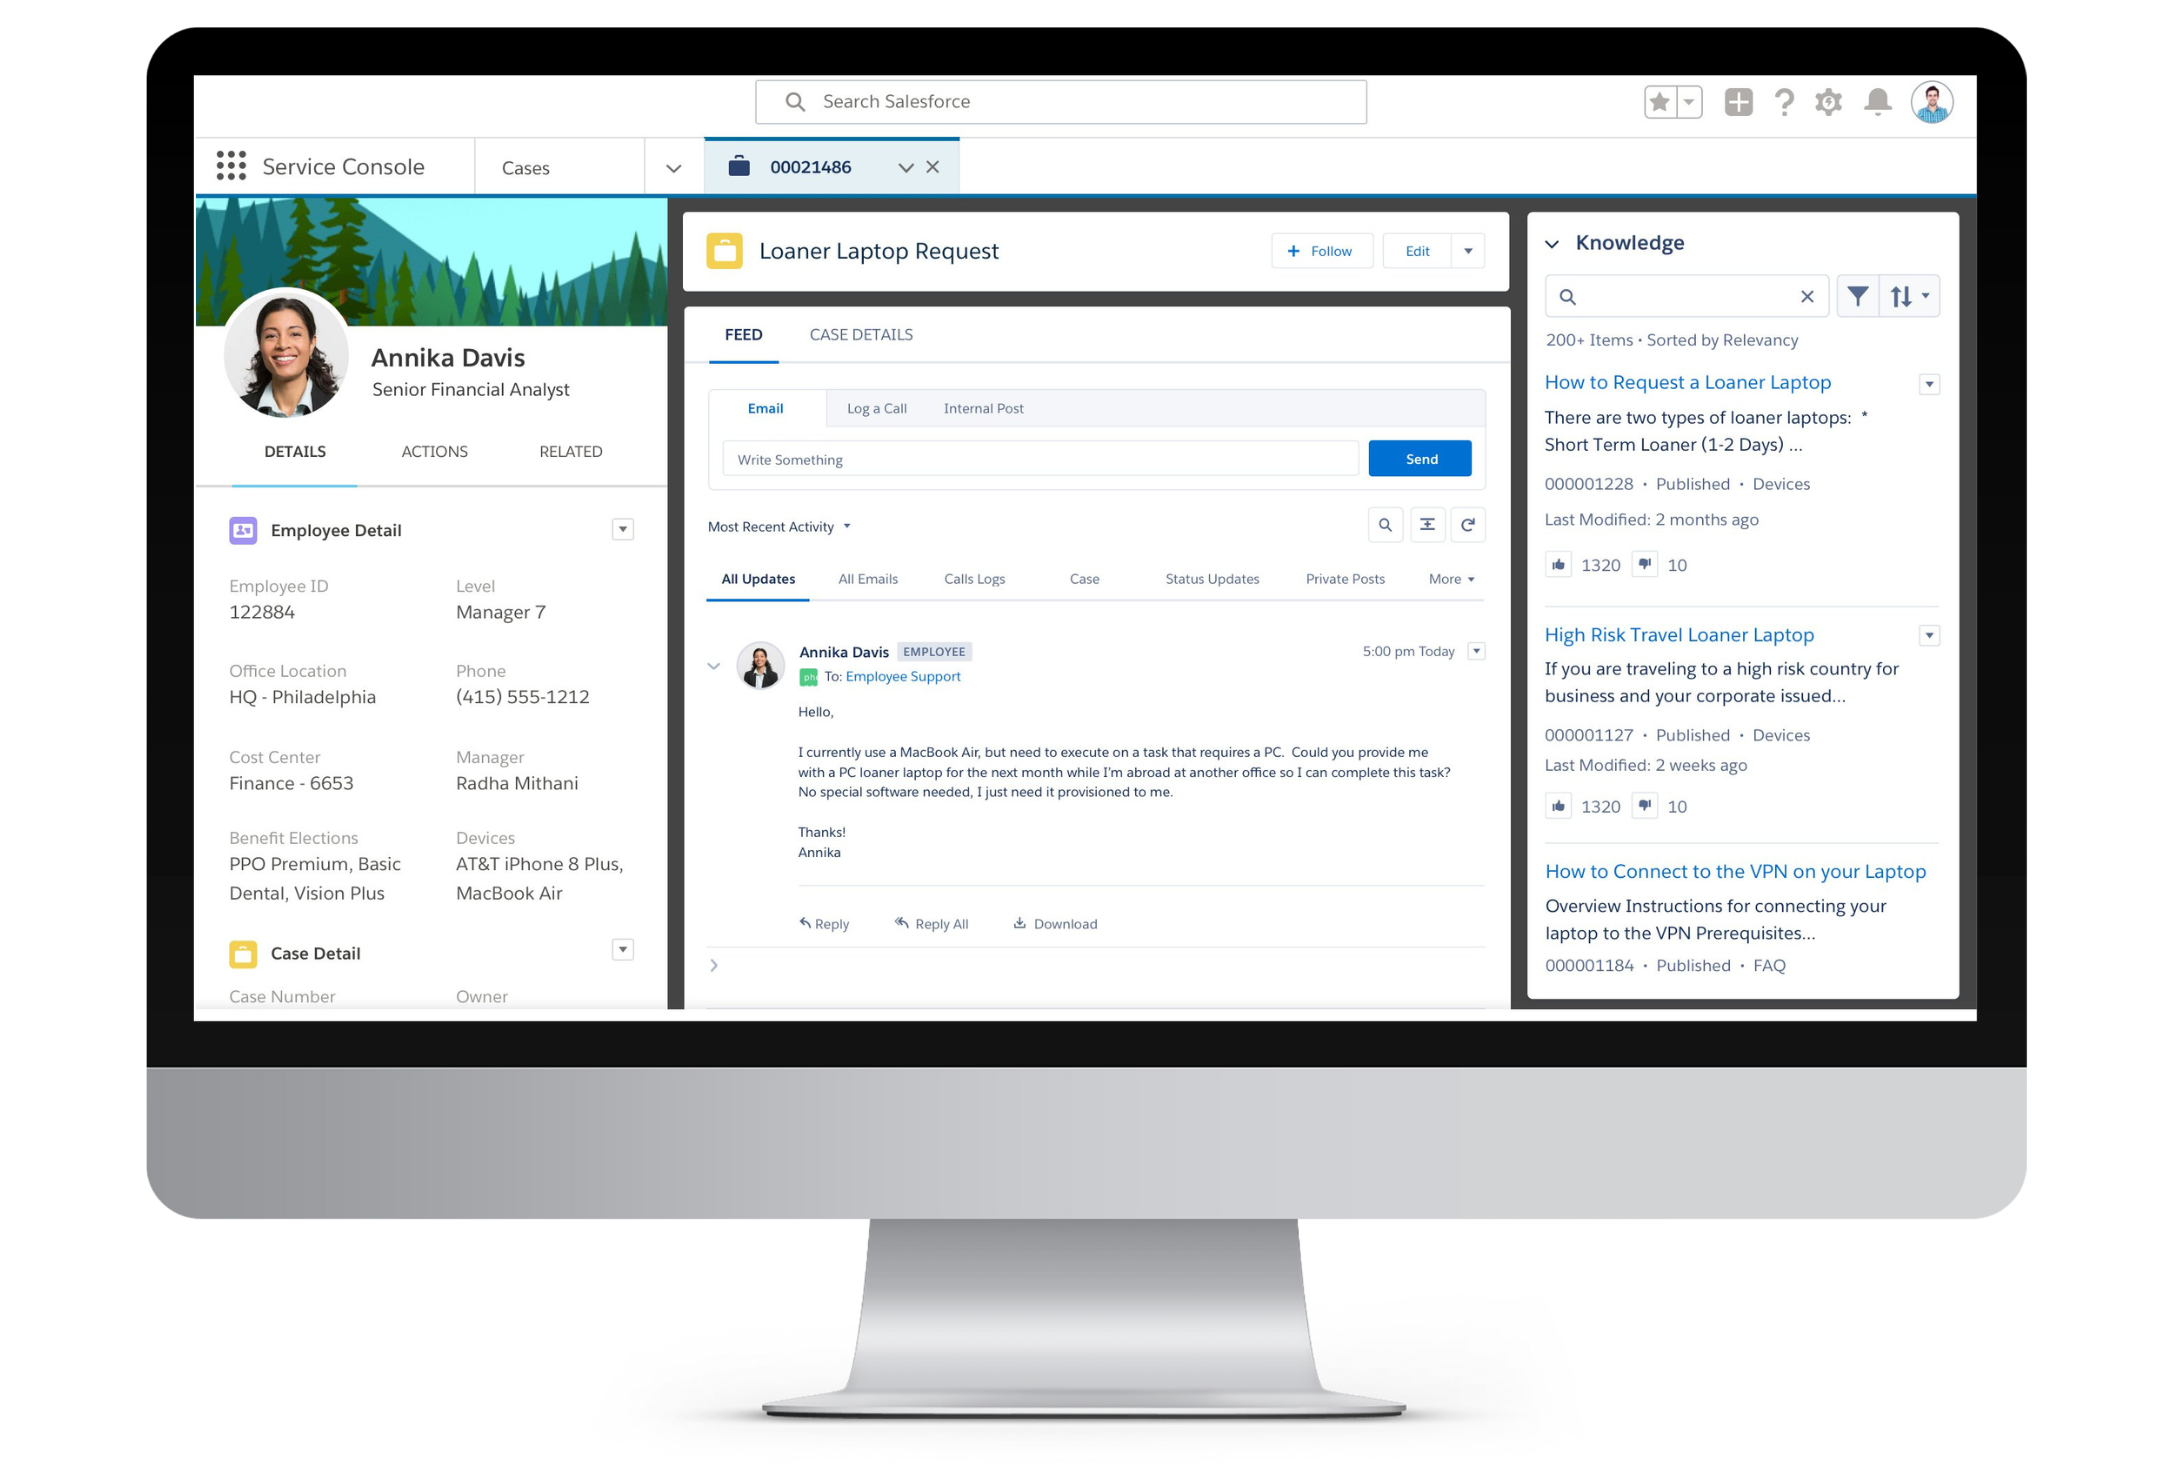 Search Salesforce
Service Console
Cases
00021486
Annika Davis
Senior Financial Analyst
DETAILS ACTIONS RELATED
Employee Detail
Employee ID Level
122884 Manager 7
Office Location Phone
HQ - Philadelphia (415) 555-1212
Cost Center Manager
Finance - 6653 Radha Mithani
Benefit Elections Devices
PPO Premium, Basic AT&T iPhone 8 Plus,
Dental, Vision Plus MacBook Air
Case Detail
Case Number Owner
Loaner Laptop Request
+ Follow
Edit
FEED CASE DETAILS
Email Log a Call Internal Post
Write Something
Send
Most Recent Activity
All Updates All Emails Calls Logs Case Status Updates Private Posts More
Annika Davis EMPLOYEE 5:00 pm Today
To: Employee Support
Hello,
I currently use a MacBook Air, but need to execute on a task that requires a PC. Could you provide me
with a PC loaner laptop for the next month while I'm abroad at another office so I can complete this task?
No special software needed, I just need it provisioned to me.
Thanks!
Annika
Reply Reply All Download
Knowledge
200+ Items • Sorted by Relevancy
How to Request a Loaner Laptop
There are two types of loaner laptops: *
Short Term Loaner (1-2 Days) ...
000001228 • Published • Devices
Last Modified: 2 months ago
1320 10
High Risk Travel Loaner Laptop
If you are traveling to a high risk country for
business and your corporate issued...
000001127 • Published • Devices
Last Modified: 2 weeks ago
1320 10
How to Connect to the VPN on your Laptop
Overview Instructions for connecting your
laptop to the VPN Prerequisites...
000001184 • Published • FAQ